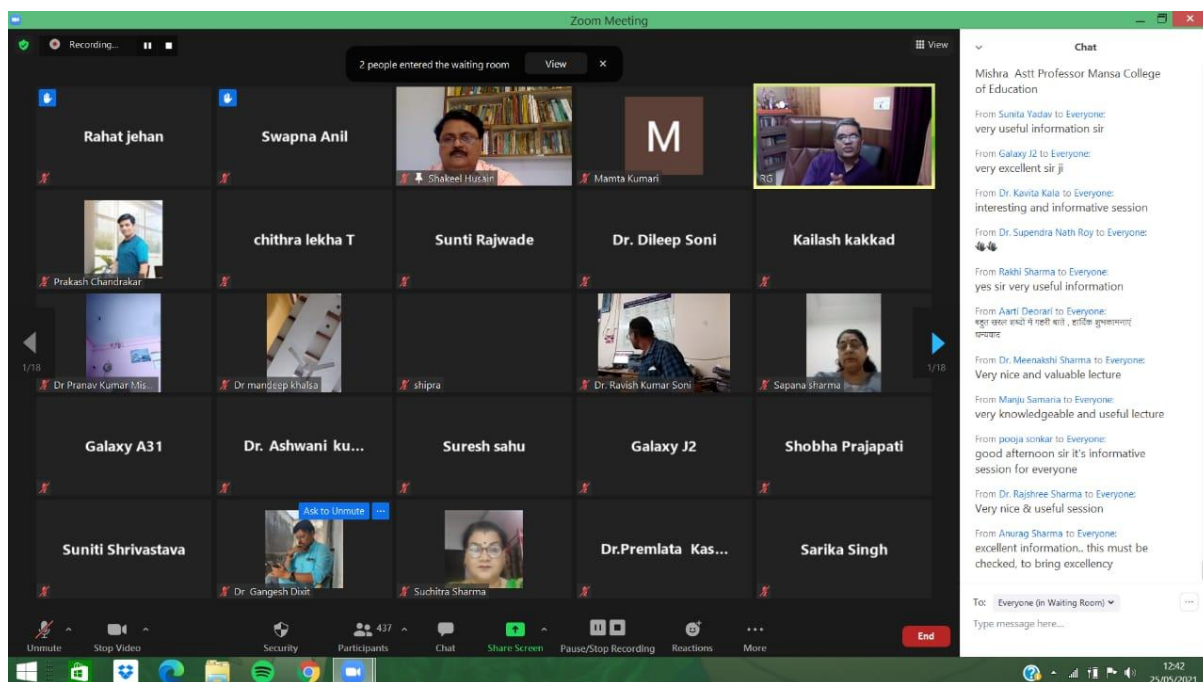 Zoom Meeting
Recording...
View
2 people entered the waiting room View ×
Rahat jehan
Swapna Anil
Shakeel Husain
M
Mamta Kumari
RG
Prakash Chandrakar
chithra lekha T
Sunti Rajwade
Dr. Dileep Soni
Kailash kakkad
1/18
1/18
Dr Pranav Kumar Mis...
Dr mandeep khalsa
shipra
Dr. Ravish Kumar Soni
Sapana sharma
Galaxy A31
Dr. Ashwani ku...
Suresh sahu
Galaxy J2
Shobha Prajapati
Suniti Shrivastava
Ask to Unmute ...
Dr Gangesh Dixit
Suchitra Sharma
Dr.Premlata Kas...
Sarika Singh
Unmute
Stop Video
Security
437
Participants
Chat
Share Screen
Pause/Stop Recording
Reactions
More
End
Chat
Mishra Astt Professor Mansa College
of Education
From Sunita Yadav to Everyone:
very useful information sir
From Galaxy J2 to Everyone:
very excellent sir ji
From Dr. Kavita Kala to Everyone:
interesting and informative session
From Dr. Supendra Nath Roy to Everyone:
From Rakhi Sharma to Everyone:
yes sir very useful information
From Aarti Deorari to Everyone:
बहुत सरल शब्दों में गहरी बातें , हार्दिक शुभकामनाएं
धन्यवाद
From Dr. Meenakshi Sharma to Everyone:
Very nice and valuable lecture
From Manju Samaria to Everyone:
very knowledgeable and useful lecture
From pooja sonkar to Everyone:
good afternoon sir it's informative
session for everyone
From Dr. Rajshree Sharma to Everyone:
Very nice & useful session
From Anurag Sharma to Everyone:
excellent information.. this must be
checked, to bring excellency
To: Everyone (in Waiting Room)
Type message here...
12:42
25/05/2021